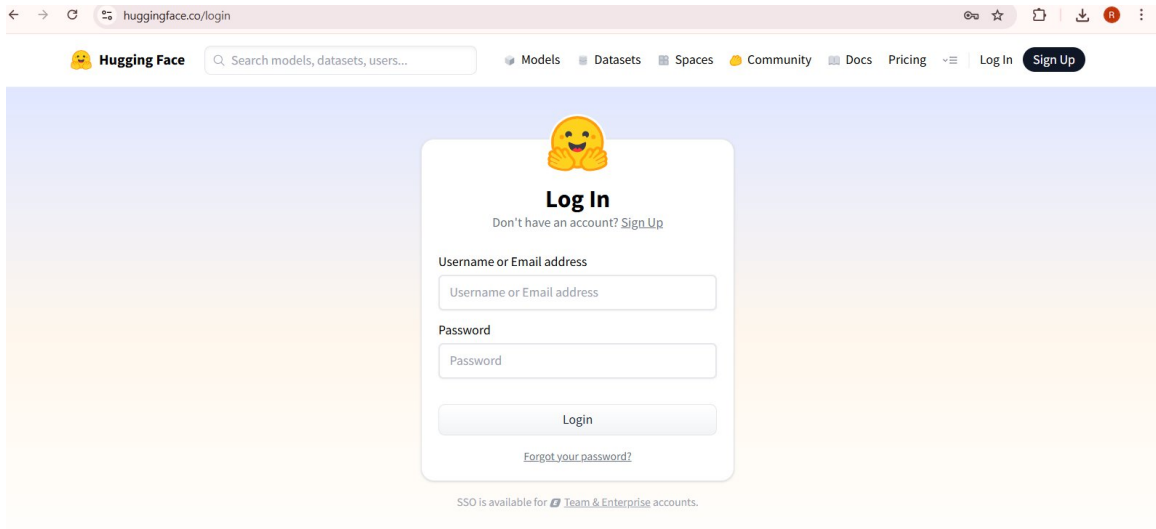 huggingface.co/login
R
Hugging Face Search models, datasets, users... Models Datasets Spaces Community Docs Pricing Log In Sign Up
Log In
Don't have an account? Sign Up
Username or Email address
Username or Email address
Password
Password
Login
Forgot your password?
SSO is available for E Team & Enterprise accounts.